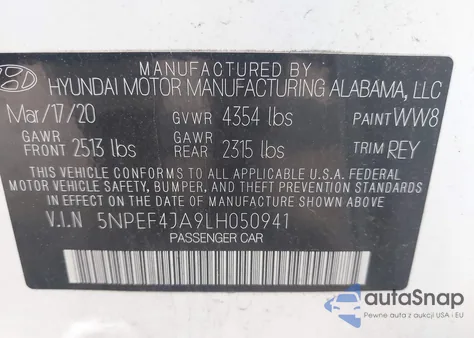 MANUFACTURED BY
HYUNDAI MOTOR MANUFACTURING ALABAMA, LLC
Mar/17/20 GVWR 4354 lbs PAINT WW8
GAWR FRONT 2513 lbs GAWR REAR 2315 lbs TRIM REY
THIS VEHICLE CONFORMS TO ALL APPLICABLE FEDERAL
MOTOR VEHICLE SAFETY, BUMPER, AND THEFT PREVENTION
STANDARDS IN EFFECT ON THE DATE OF MANUFACTURE SHOWN ABOVE.
V.I.N 5NPEF4JA9LH050941
PASSENGER CAR
autaSnap
Pewne auta z aukcji USA i EU